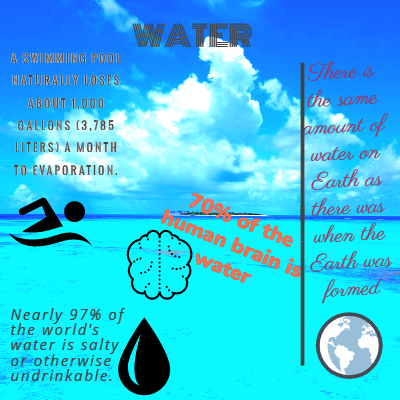 WATER
A SWIMMING POOL
NATURALLY LOSES
ABOUT 1,000
GALLONS (3,785
LITERS) A MONTH
TO EVAPORATION.
There is
the same
amount of
water on
Earth as
there was
when the
Earth was
formed
70% of the
human brain is
water
Nearly 97% of
the world's
water is salty
or otherwise
undrinkable.